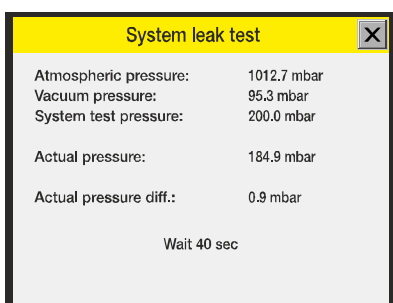 System leak test
Atmospheric pressure: 1012.7 mbar
Vacuum pressure: 95.3 mbar
System test pressure: 200.0 mbar
Actual pressure: 184.9 mbar
Actual pressure diff.: 0.9 mbar
Wait 40 sec